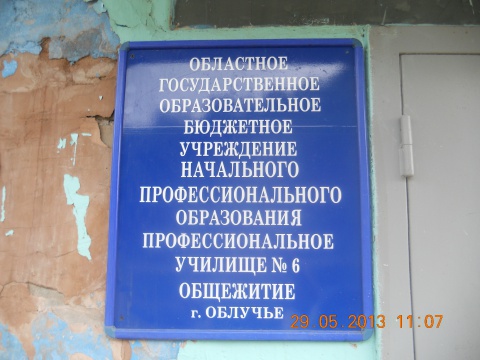 ОБЛАСТНОЕ
ГОСУДАРСТВЕННОЕ
ОБРАЗОВАТЕЛЬНОЕ
БЮДЖЕТНОЕ
УЧРЕЖДЕНИЕ
НАЧАЛЬНОГО
ПРОФЕССИОНАЛЬНОГО
ОБРАЗОВАНИЯ
ПРОФЕССИОНАЛЬНОЕ
УЧИЛИЩЕ № 6
ОБЩЕЖИТИЕ
г. ОБЛУЧЬЕ
29 05 2013 11:07